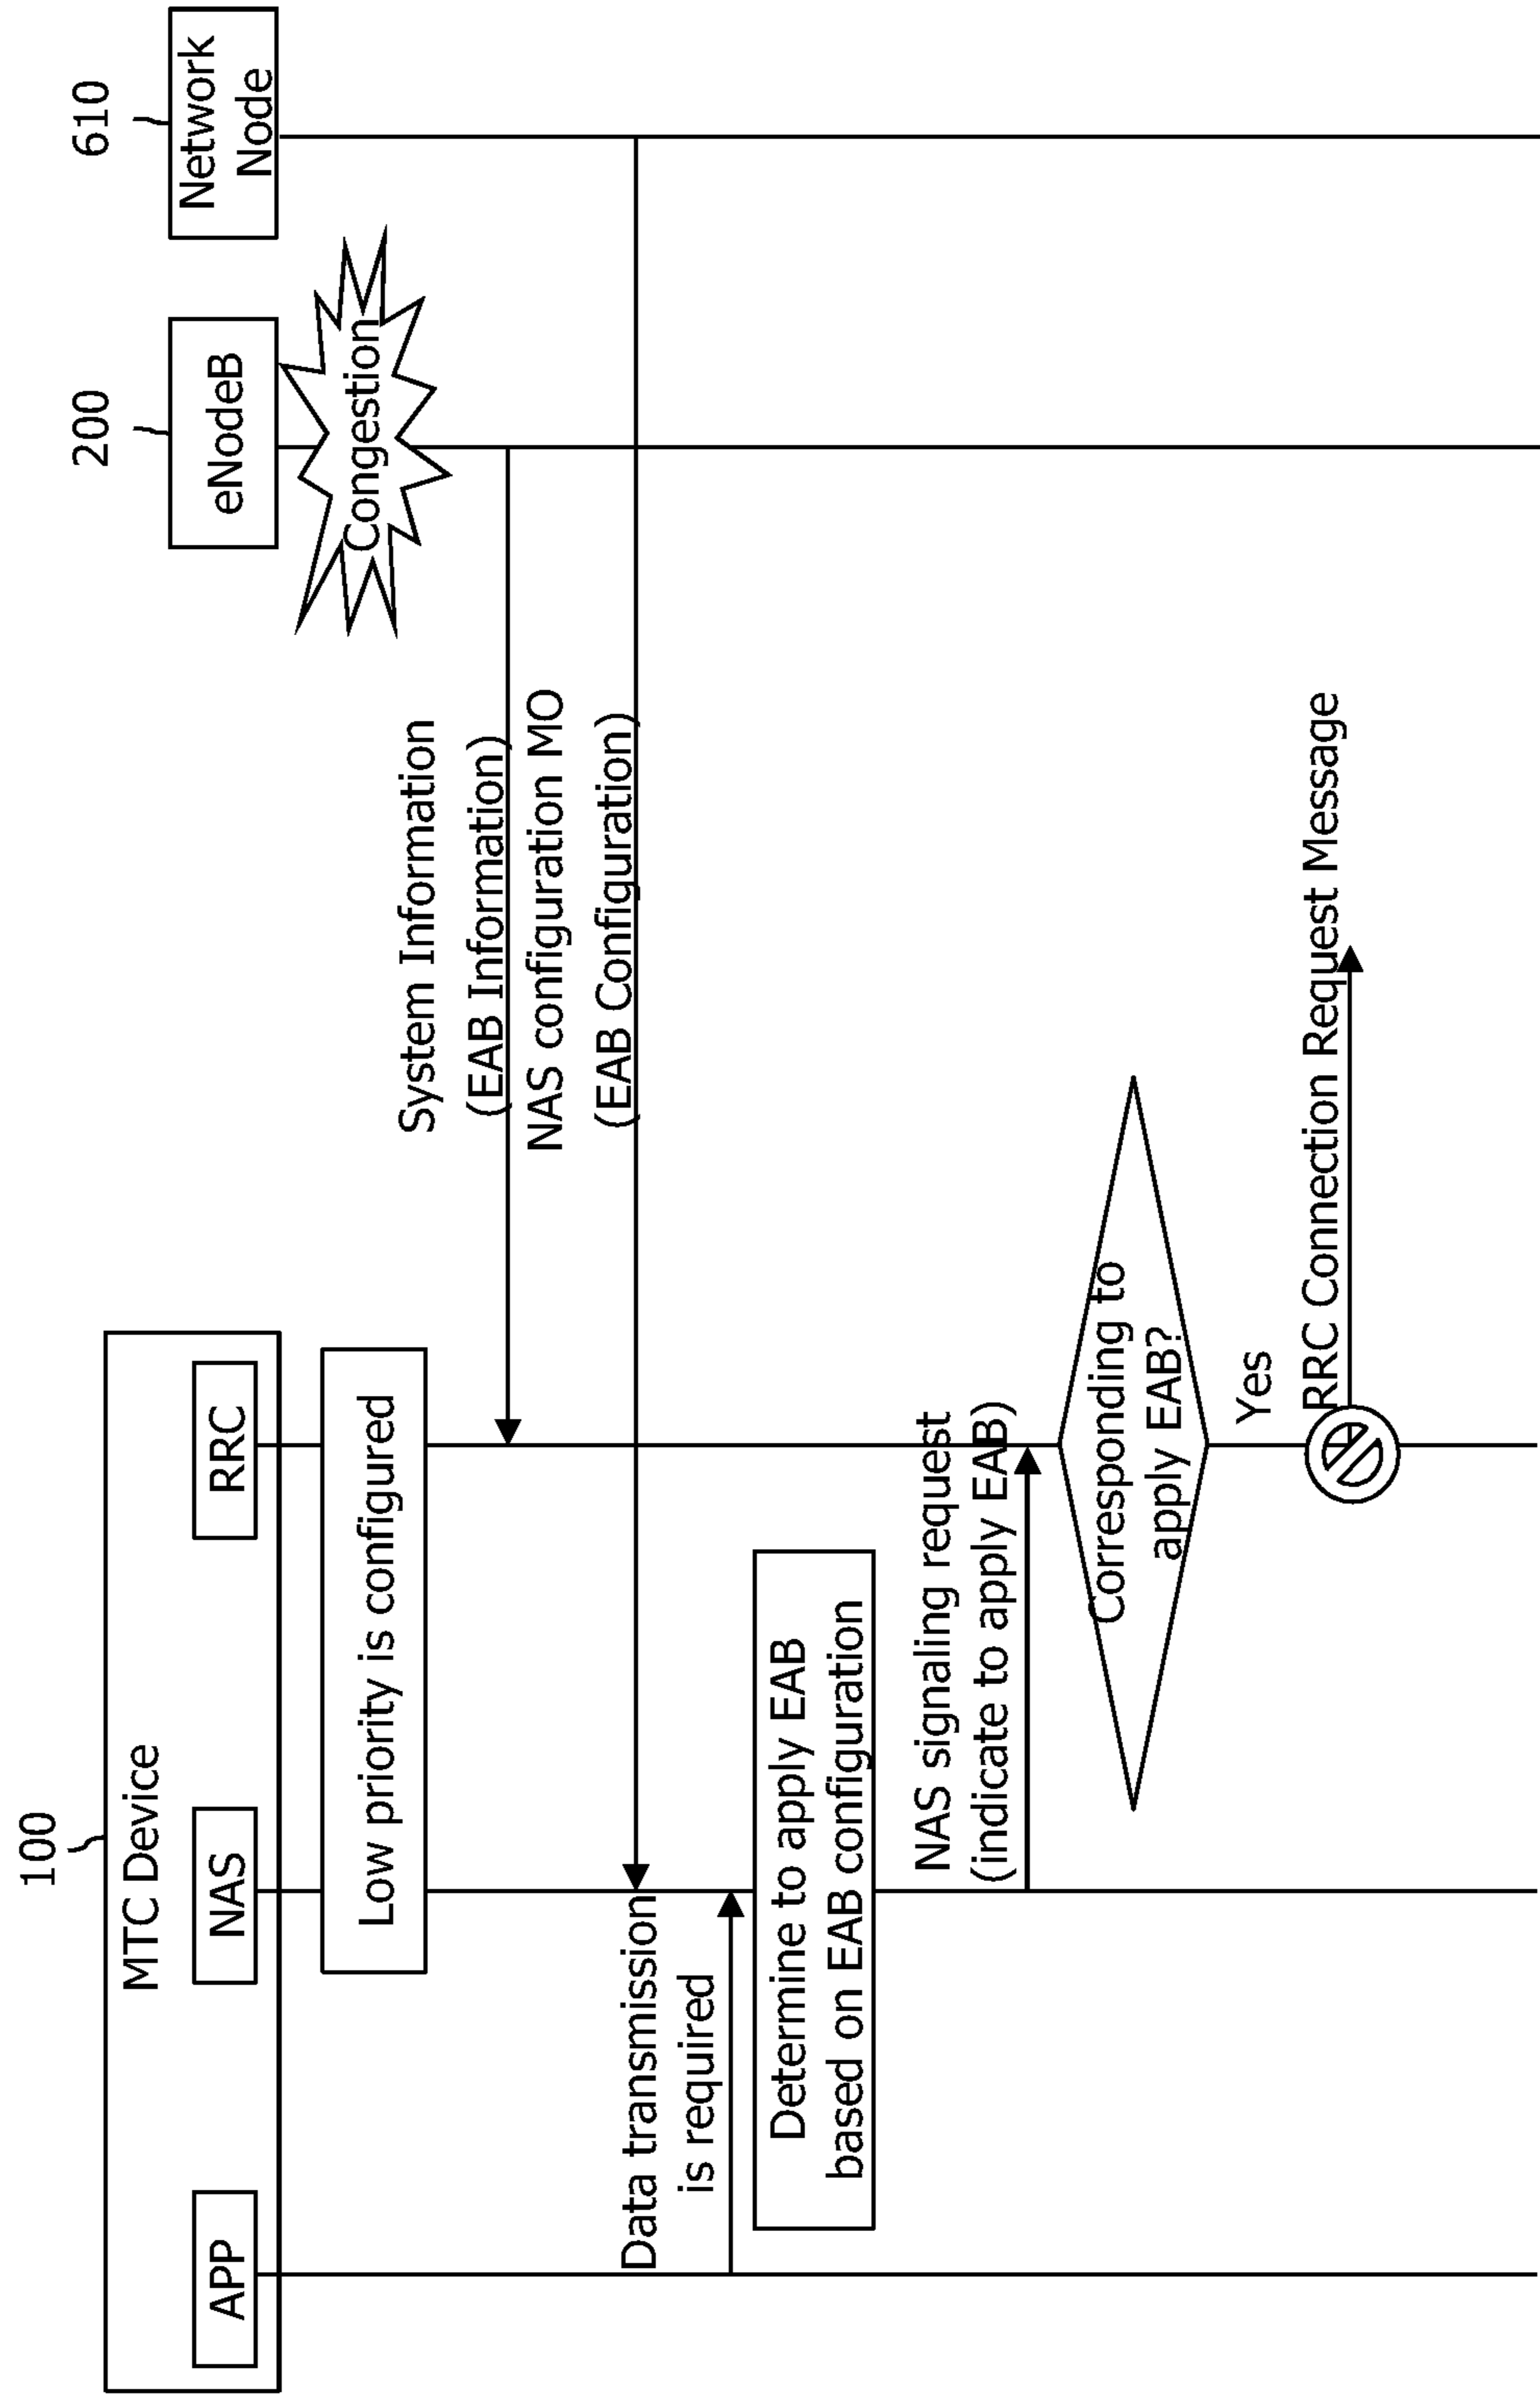 100
200
610
MTC Device
APP
NAS
RRC
eNodeB
Network
Node
Low priority is configured
Congestion
System Information
(EAB Information)
NAS configuration MO
(EAB Configuration)
Data transmission
is required
Determine to apply EAB
based on EAB configuration
NAS signaling request
(indicate to apply EAB)
Corresponding to
apply EAB?
Yes
RRC Connection Request Message